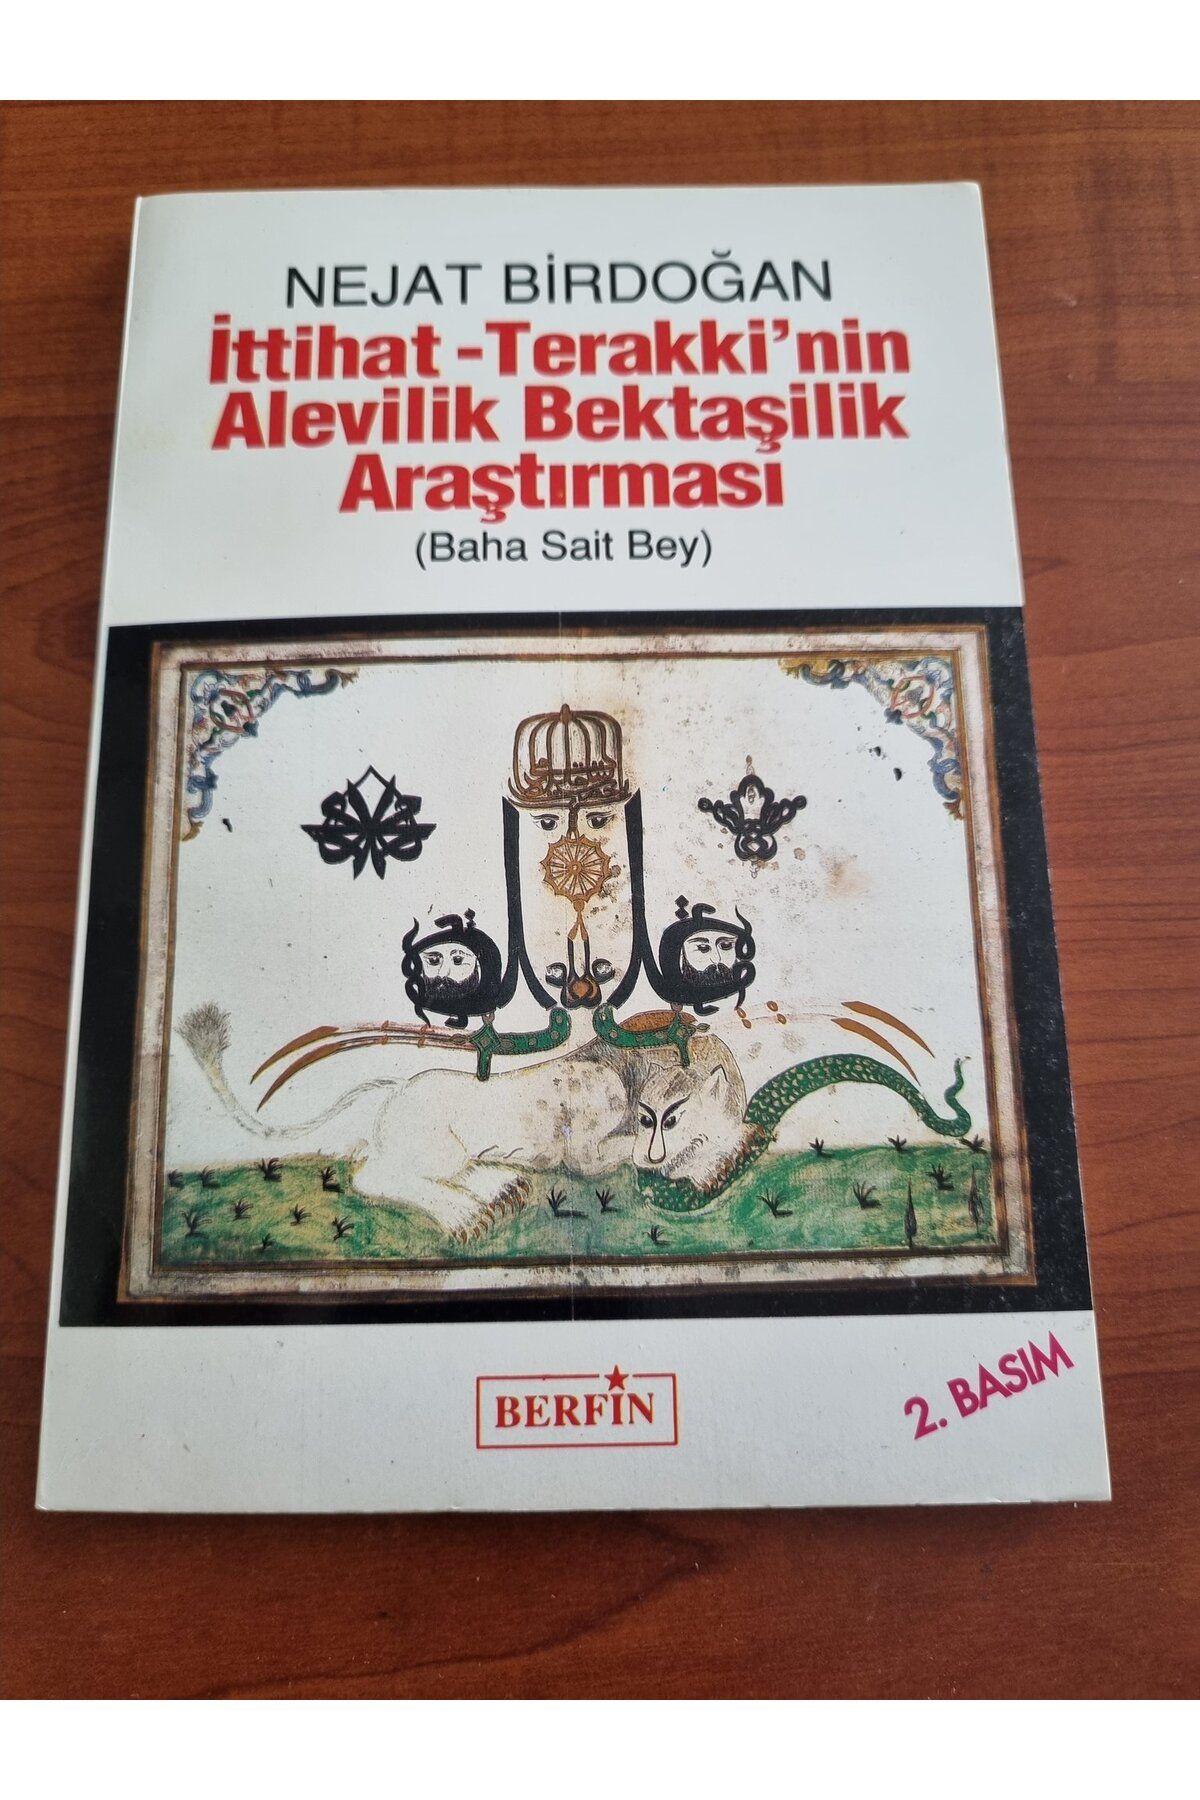 NEJAT BİRDOĞAN
İttihat - Terakki'nin
Alevilik Bektaşilik
Araştırması
(Baha Sait Bey)
BERFİN
2. BASIM